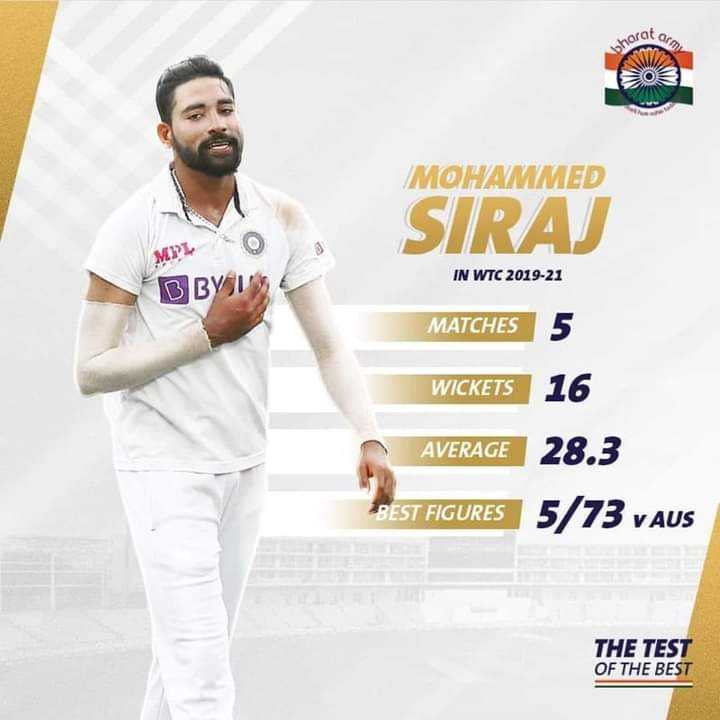 bharat army
MOHAMMED
SIRAJ
IN WTC 2019-21
MPL
B BYJU
MATCHES 5
WICKETS 16
AVERAGE 28.3
BEST FIGURES 5/73 v AUS
THE TEST
OF THE BEST